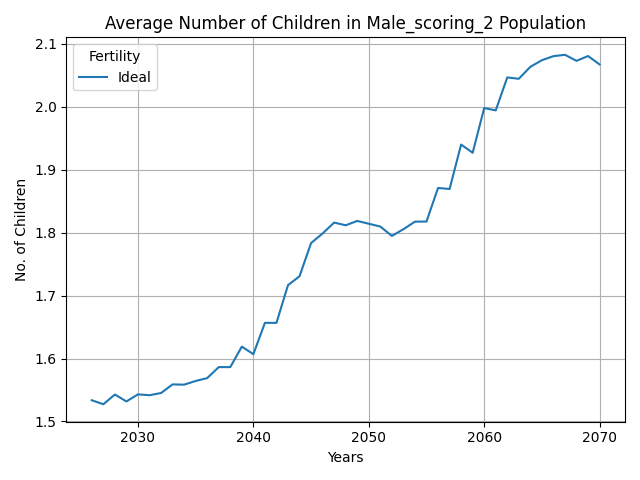 Average Number of Children in Male_scoring_2 Population
Fertility
Ideal
No. of Children
2.1
2.0
1.9
1.8
1.7
1.6
1.5
2030 2040 2050 2060 2070
Years